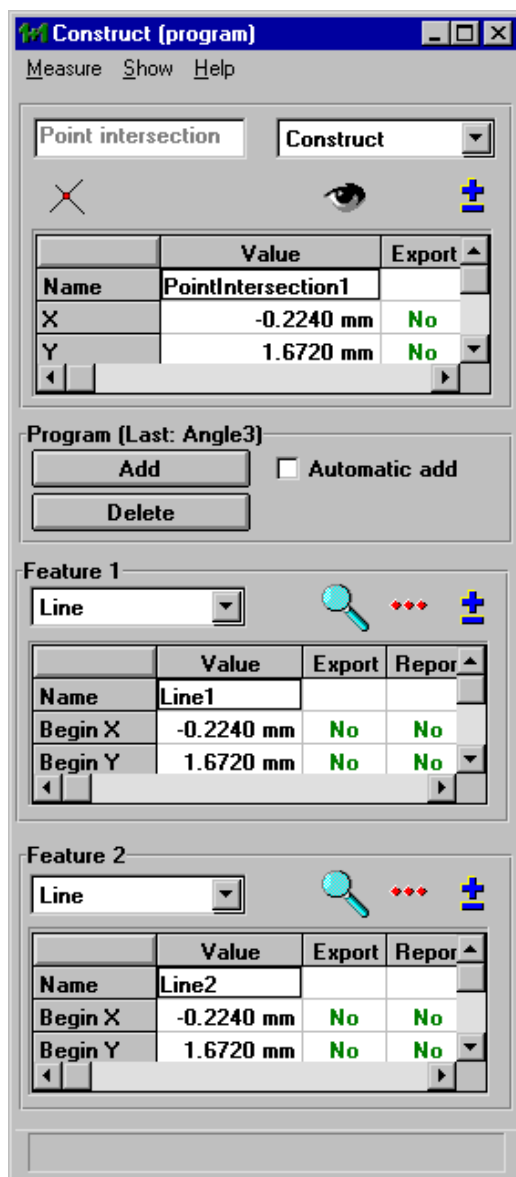 Construct (program)
Measure Show Help
Point intersection Construct
Value Export
Name PointIntersection1
X -0.2240 mm No
Y 1.6720 mm No
Program (Last: Angle3)
Add Automatic add
Delete
Feature 1
Line
Value Export Repor
Name Line1
Begin X -0.2240 mm No No
Begin Y 1.6720 mm No No
Feature 2
Line
Value Export Repor
Name Line2
Begin X -0.2240 mm No No
Begin Y 1.6720 mm No No